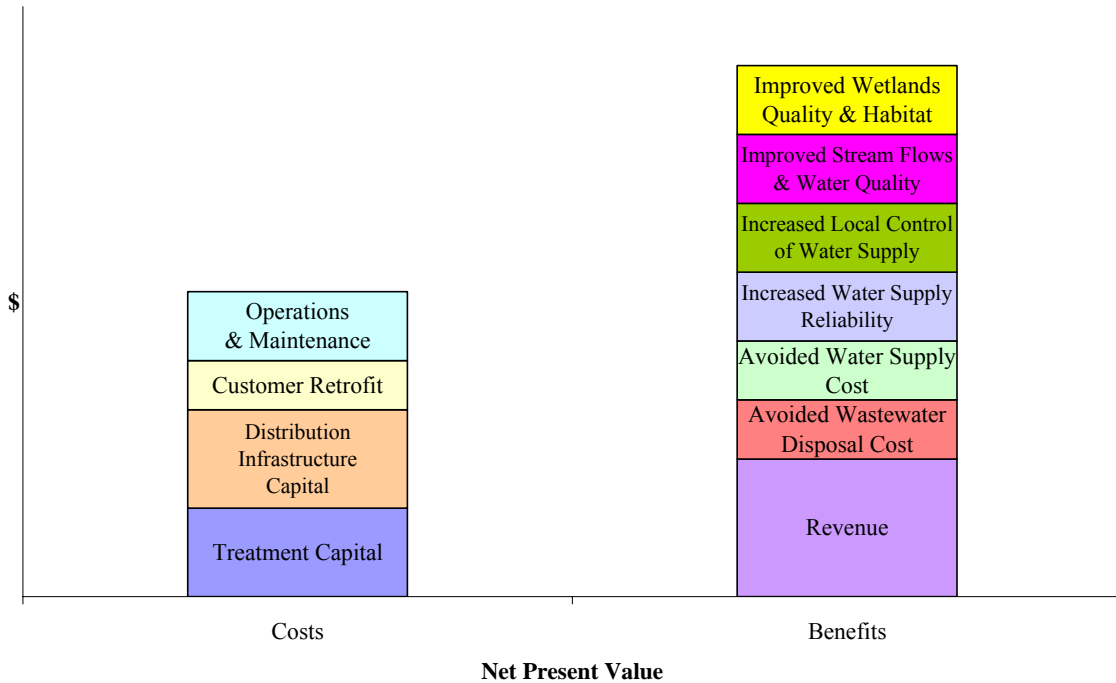 $
Operations
& Maintenance
Customer Retrofit
Distribution
Infrastructure
Capital
Treatment Capital
Improved Wetlands
Quality & Habitat
Improved Stream Flows
& Water Quality
Increased Local Control
of Water Supply
Increased Water Supply
Reliability
Avoided Water Supply
Cost
Avoided Wastewater
Disposal Cost
Revenue
Costs
Benefits
Net Present Value